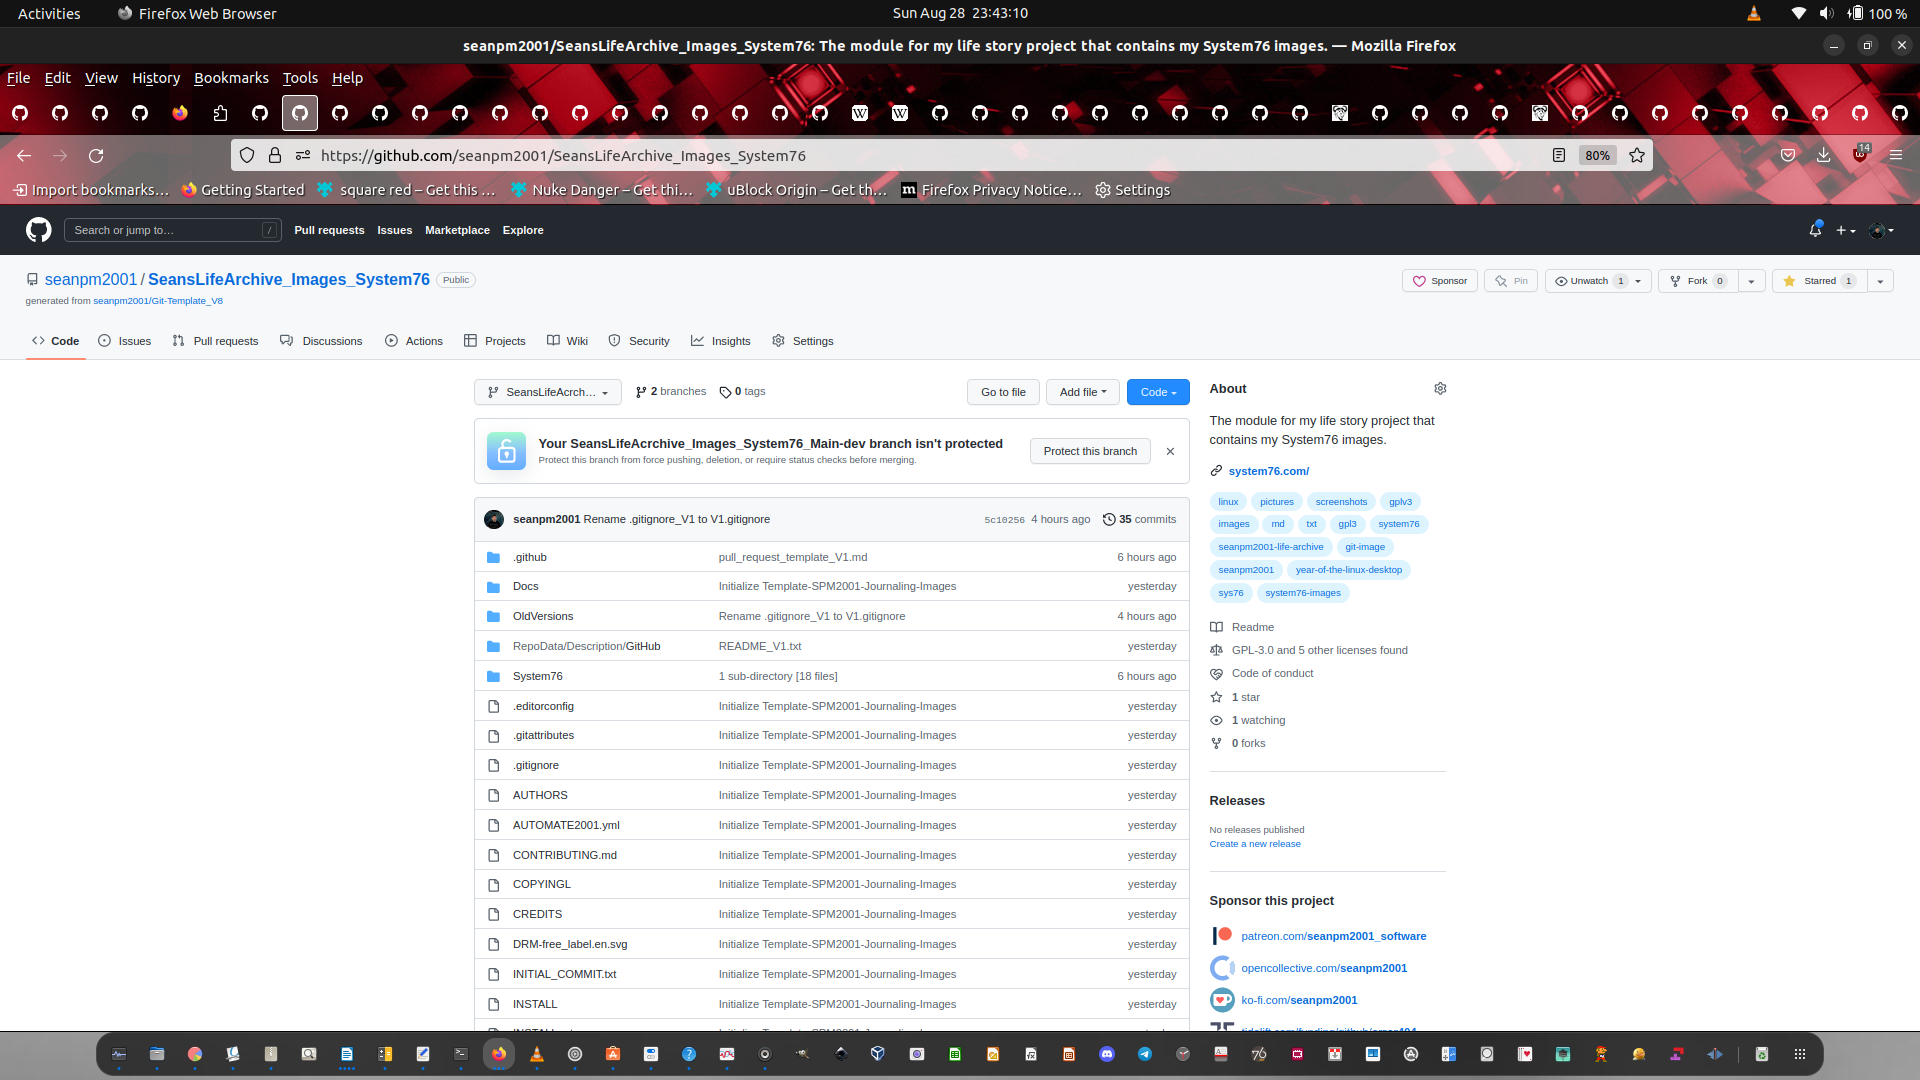 Activities Firefox Web Browser Sun Aug 28 23:43:10 100 %
seanpm2001/SeansLifeArchive_Images_System76: The module for my life story project that contains my System76 images. — Mozilla Firefox
File Edit View History Bookmarks Tools Help
https://github.com/seanpm2001/SeansLifeArchive_Images_System76 80% 14
Import bookmarks… Getting Started square red – Get this … Nuke Danger – Get thi… uBlock Origin – Get th… Firefox Privacy Notice… Settings
Search or jump to… / Pull requests Issues Marketplace Explore
seanpm2001 / SeansLifeArchive_Images_System76 Public Sponsor Pin Unwatch 1 Fork 0 Starred 1
generated from seanpm2001/Git-Template_V8
Code Issues Pull requests Discussions Actions Projects Wiki Security Insights Settings
SeansLifeAcrch… 2 branches 0 tags Go to file Add file Code
Your SeansLifeAcrchive_Images_System76_Main-dev branch isn't protected
Protect this branch from force pushing, deletion, or require status checks before merging.
Protect this branch
seanpm2001 Rename .gitignore_V1 to V1.gitignore 5c10256 4 hours ago 35 commits
.github pull_request_template_V1.md 6 hours ago
Docs Initialize Template-SPM2001-Journaling-Images yesterday
OldVersions Rename .gitignore_V1 to V1.gitignore 4 hours ago
RepoData/Description/GitHub README_V1.txt yesterday
System76 1 sub-directory [18 files] 6 hours ago
.editorconfig Initialize Template-SPM2001-Journaling-Images yesterday
.gitattributes Initialize Template-SPM2001-Journaling-Images yesterday
.gitignore Initialize Template-SPM2001-Journaling-Images yesterday
AUTHORS Initialize Template-SPM2001-Journaling-Images yesterday
AUTOMATE2001.yml Initialize Template-SPM2001-Journaling-Images yesterday
CONTRIBUTING.md Initialize Template-SPM2001-Journaling-Images yesterday
COPYINGL Initialize Template-SPM2001-Journaling-Images yesterday
CREDITS Initialize Template-SPM2001-Journaling-Images yesterday
DRM-free_label.en.svg Initialize Template-SPM2001-Journaling-Images yesterday
INITIAL_COMMIT.txt Initialize Template-SPM2001-Journaling-Images yesterday
INSTALL Initialize Template-SPM2001-Journaling-Images yesterday
About
The module for my life story project that
contains my System76 images.
system76.com/
linux pictures screenshots gplv3
images md txt gpl3 system76
seanpm2001-life-archive git-image
seanpm2001 year-of-the-linux-desktop
sys76 system76-images
Readme
GPL-3.0 and 5 other licenses found
Code of conduct
1 star
1 watching
0 forks
Releases
No releases published
Create a new release
Sponsor this project
patreon.com/seanpm2001_software
opencollective.com/seanpm2001
ko-fi.com/seanpm2001